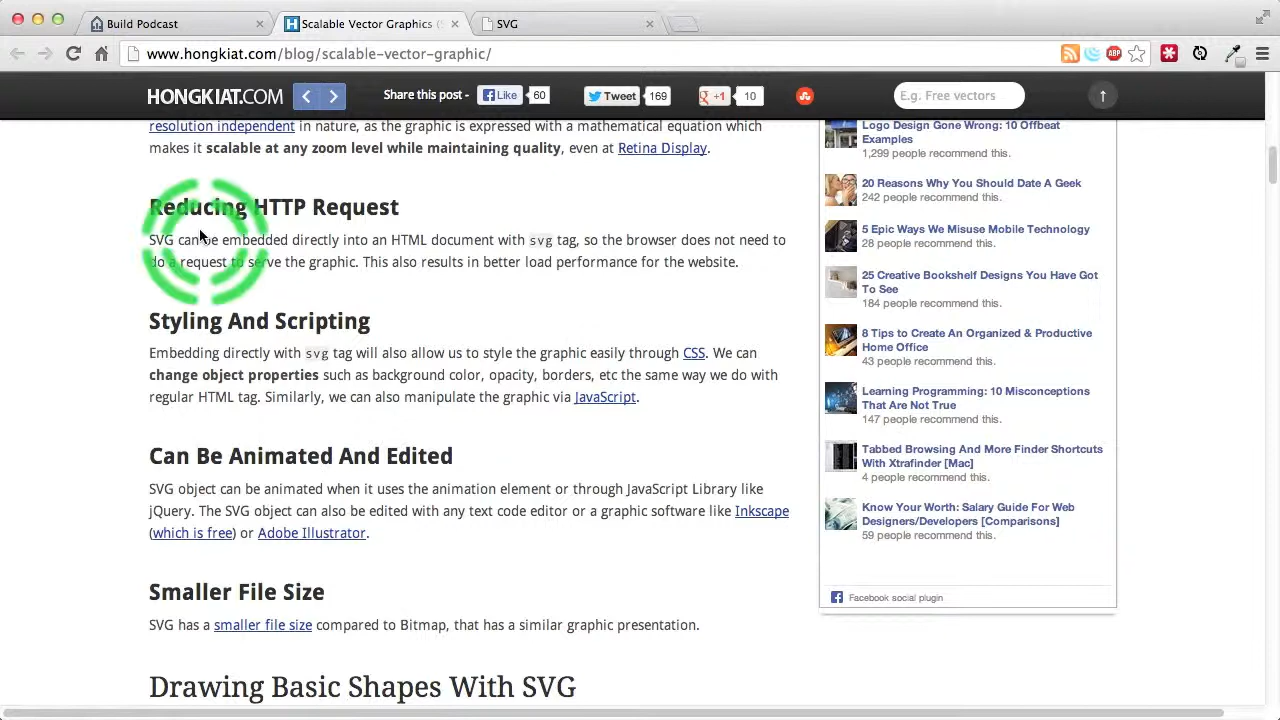 Build Podcast
Scalable Vector Graphics (
SVG
www.hongkiat.com/blog/scalable-vector-graphic/
ABP
HONGKIAT.COM
Share this post -
Like
60
Tweet
169
+1
10
E.g. Free vectors
resolution independent in nature, as the graphic is expressed with a mathematical equation which
makes it scalable at any zoom level while maintaining quality, even at Retina Display.
Reducing HTTP Request
SVG can be embedded directly into an HTML document with svg tag, so the browser does not need to
do a request to serve the graphic. This also results in better load performance for the website.
Styling And Scripting
Embedding directly with svg tag will also allow us to style the graphic easily through CSS. We can
change object properties such as background color, opacity, borders, etc the same way we do with
regular HTML tag. Similarly, we can also manipulate the graphic via JavaScript.
Can Be Animated And Edited
SVG object can be animated when it uses the animation element or through JavaScript Library like
jQuery. The SVG object can also be edited with any text code editor or a graphic software like Inkscape
(which is free) or Adobe Illustrator.
Smaller File Size
SVG has a smaller file size compared to Bitmap, that has a similar graphic presentation.
Drawing Basic Shapes With SVG
Logo Design Gone Wrong: 10 Offbeat
Examples
1,299 people recommend this.
20 Reasons Why You Should Date A Geek
242 people recommend this.
5 Epic Ways We Misuse Mobile Technology
28 people recommend this.
25 Creative Bookshelf Designs You Have Got
To See
184 people recommend this.
8 Tips to Create An Organized & Productive
Home Office
43 people recommend this.
Learning Programming: 10 Misconceptions
That Are Not True
147 people recommend this.
Tabbed Browsing And More Finder Shortcuts
With Xtrafinder [Mac]
4 people recommend this.
Know Your Worth: Salary Guide For Web
Designers/Developers [Comparisons]
59 people recommend this.
Facebook social plugin